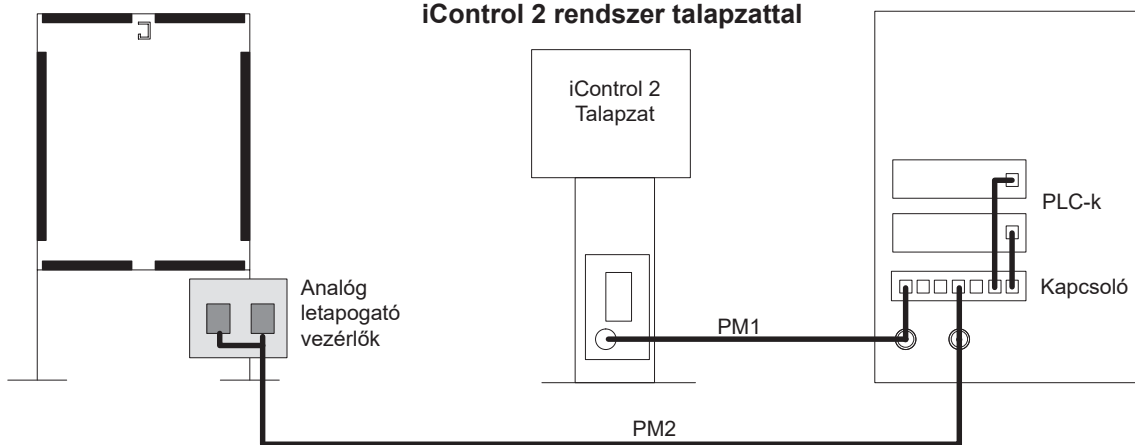 iControl 2 rendszer talapzattal
iControl 2
Talapzat
PLC-k
Analóg
letapogató
vezérlők
Kapcsoló
PM1
PM2